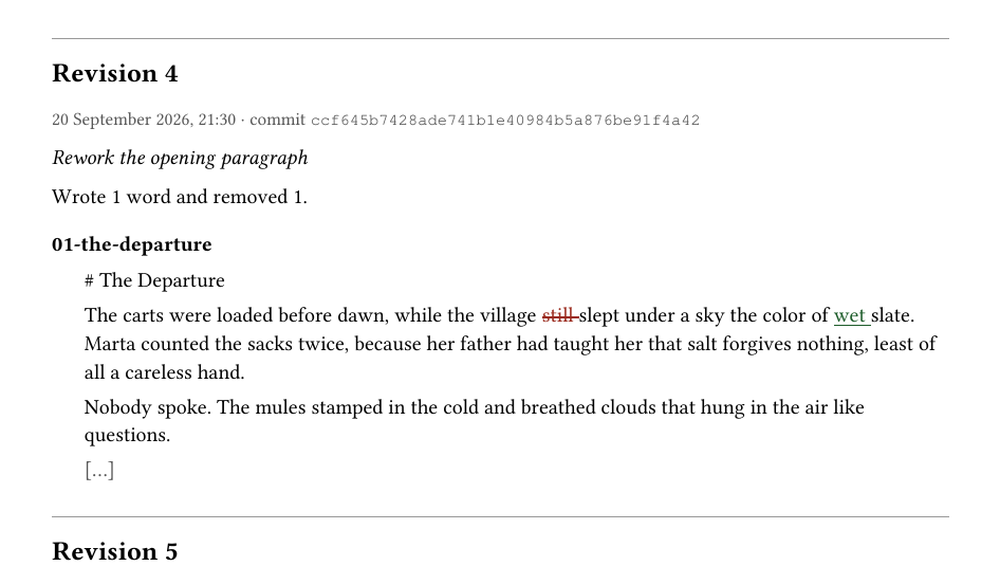 Revision 4
20 September 2026, 21:30 · commit ccf645b7428ade741b1e40984b5a876be91f4a42
Rework the opening paragraph
Wrote 1 word and removed 1.
01-the-departure
# The Departure
The carts were loaded before dawn, while the village still slept under a sky the color of wet slate.
Marta counted the sacks twice, because her father had taught her that salt forgives nothing, least of
all a careless hand.
Nobody spoke. The mules stamped in the cold and breathed clouds that hung in the air like
questions.
[…]
Revision 5